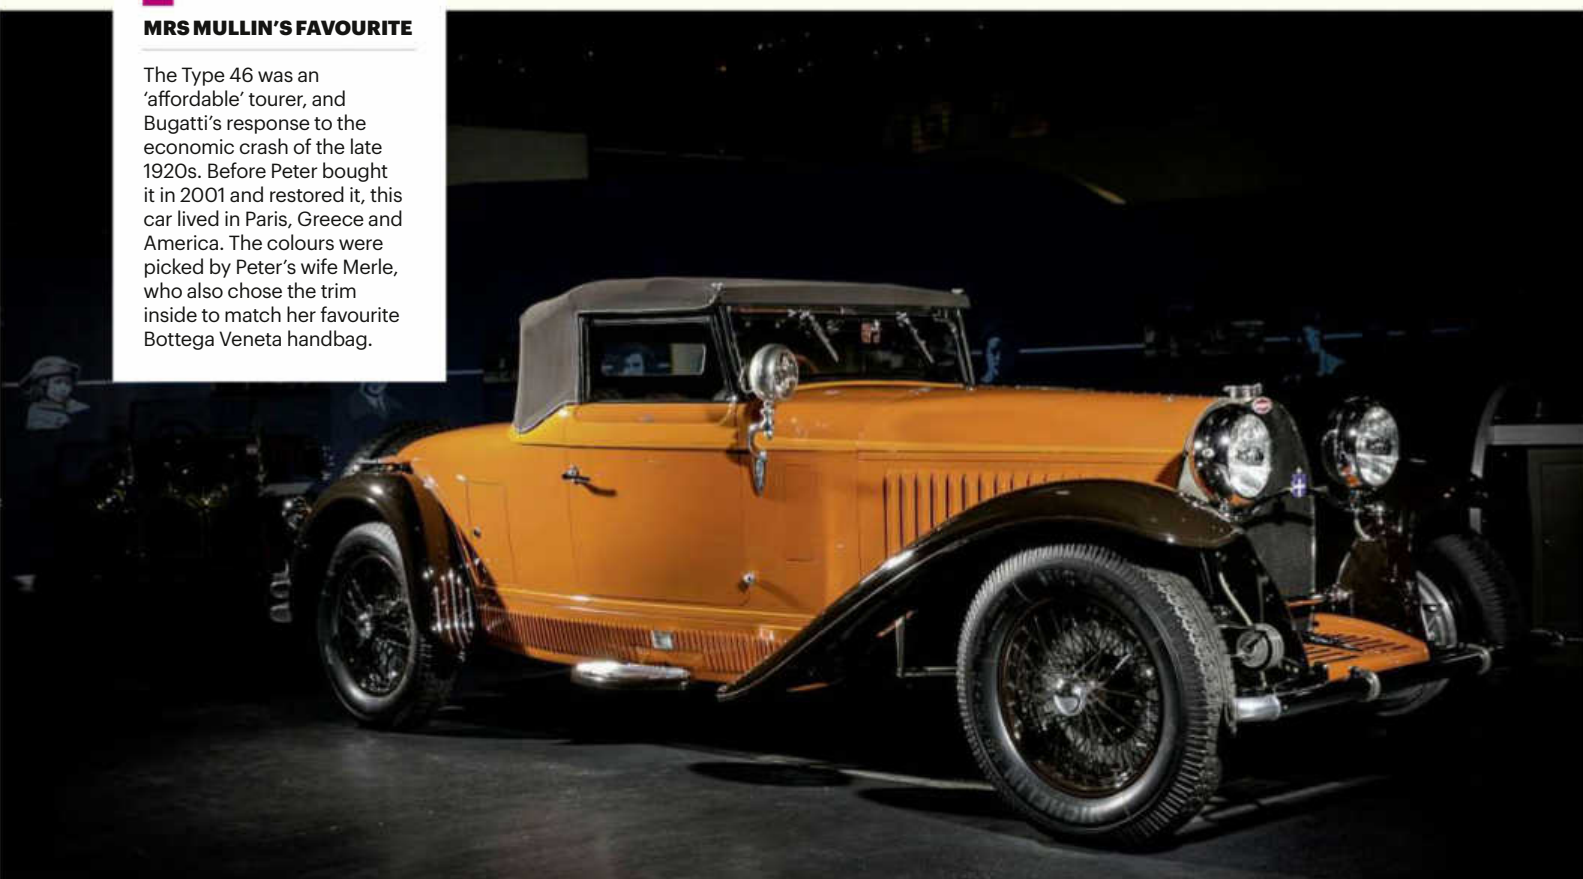 MRS MULLIN’S FAVOURITE
The Type 46 was an
‘affordable’ tourer, and
Bugatti’s response to the
economic crash of the late
1920s. Before Peter bought
it in 2001 and restored it, this
car lived in Paris, Greece and
America. The colours were
picked by Peter’s wife Merle,
who also chose the trim
inside to match her favourite
Bottega Veneta handbag.